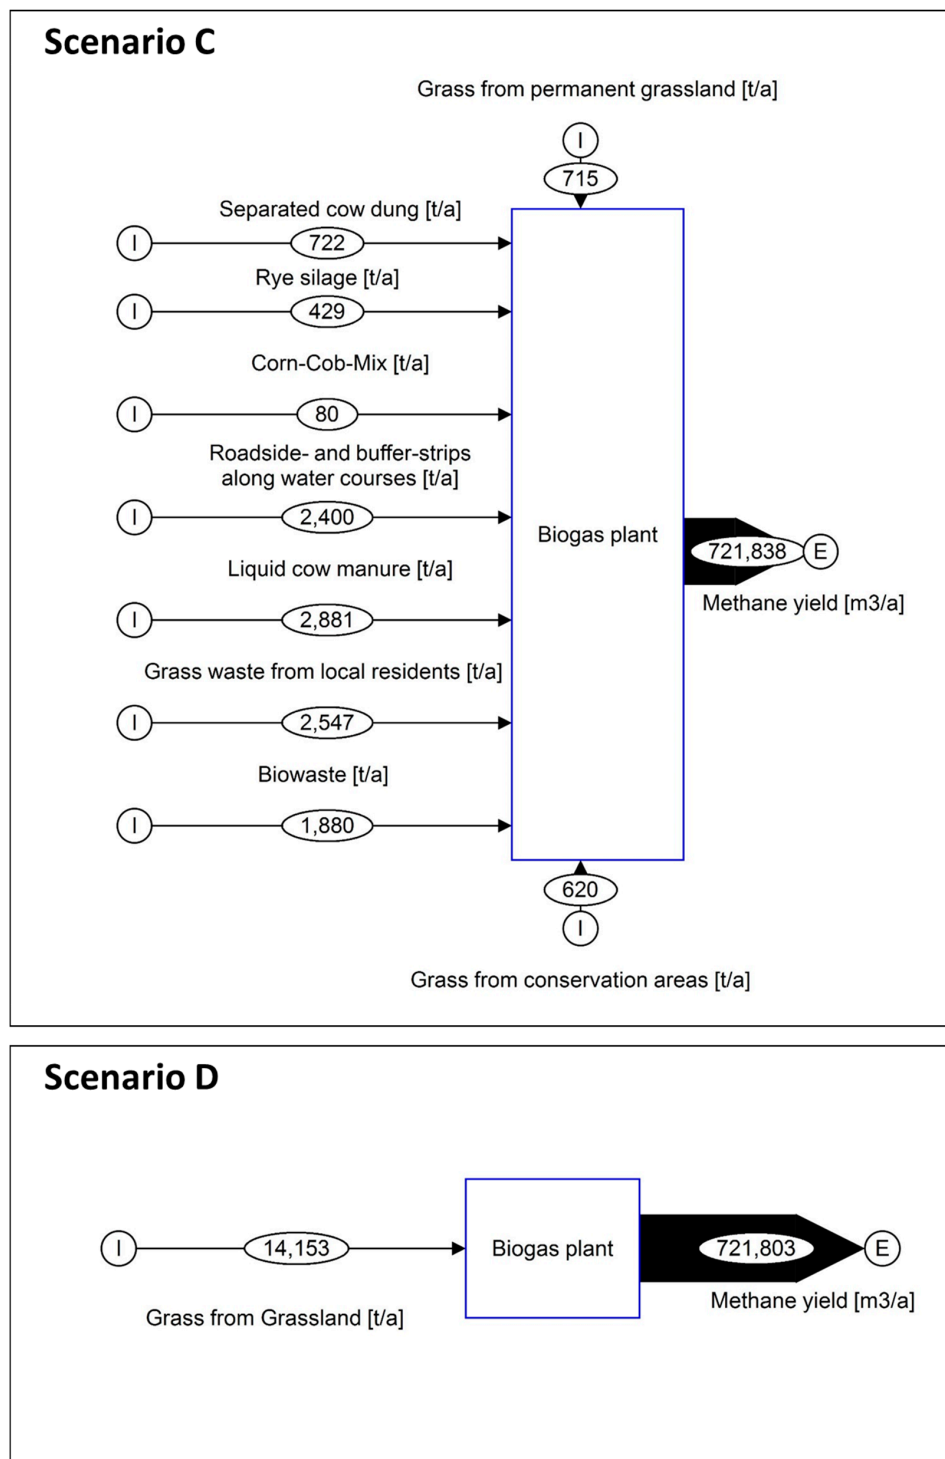 Scenario C
Grass from permanent grassland [t/a]
I
715
Separated cow dung [t/a]
I
722
Rye silage [t/a]
I
429
Corn-Cob-Mix [t/a]
I
80
Roadside- and buffer-strips
along water courses [t/a]
I
2,400
Liquid cow manure [t/a]
I
2,881
Grass waste from local residents [t/a]
I
2,547
Biowaste [t/a]
I
1,880
Biogas plant
721,838
E
Methane yield [m3/a]
620
I
Grass from conservation areas [t/a]
Scenario D
I
14,153
Grass from Grassland [t/a]
Biogas plant
721,803
E
Methane yield [m3/a]